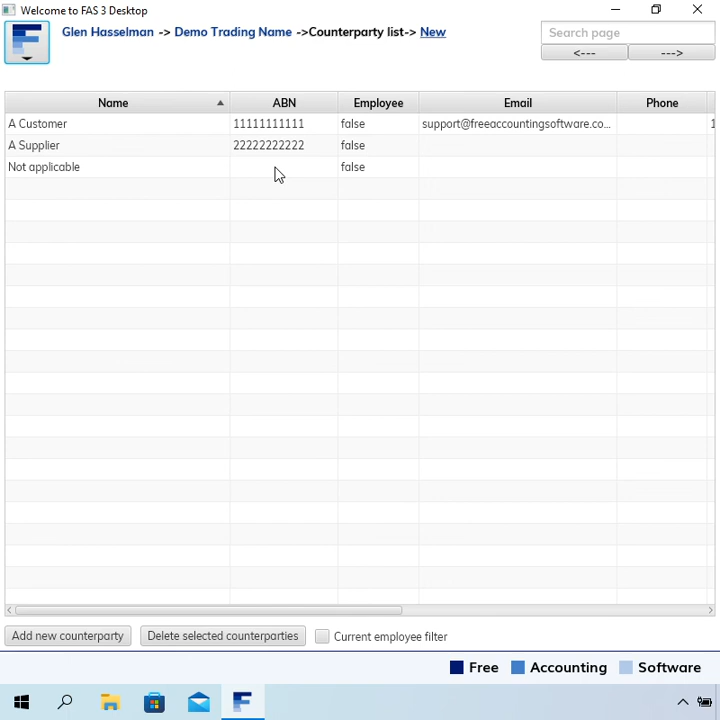 Welcome to FAS 3 Desktop
Glen Hasselman -> Demo Trading Name ->Counterparty list-> New
Search page
<--- --->
Name ABN Employee Email Phone
A Customer 11111111111 false support@freeaccountingsoftware.co... 1
A Supplier 22222222222 false
Not applicable false
Add new counterparty Delete selected counterparties Current employee filter
Free Accounting Software